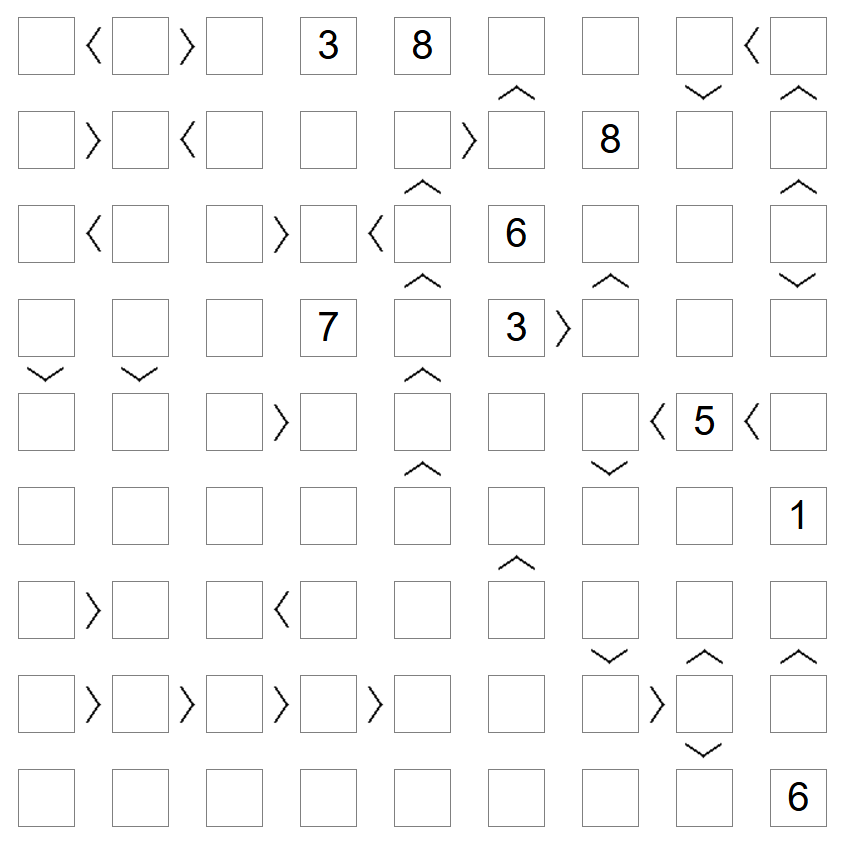 < > 3 8 <
^ v ^
> < > 8
^ ^
< > < 6
^ ^ v
7 3 >
v v ^
> < 5 <
^ v
1
^
> <
v ^ ^
> > > > >
v
6